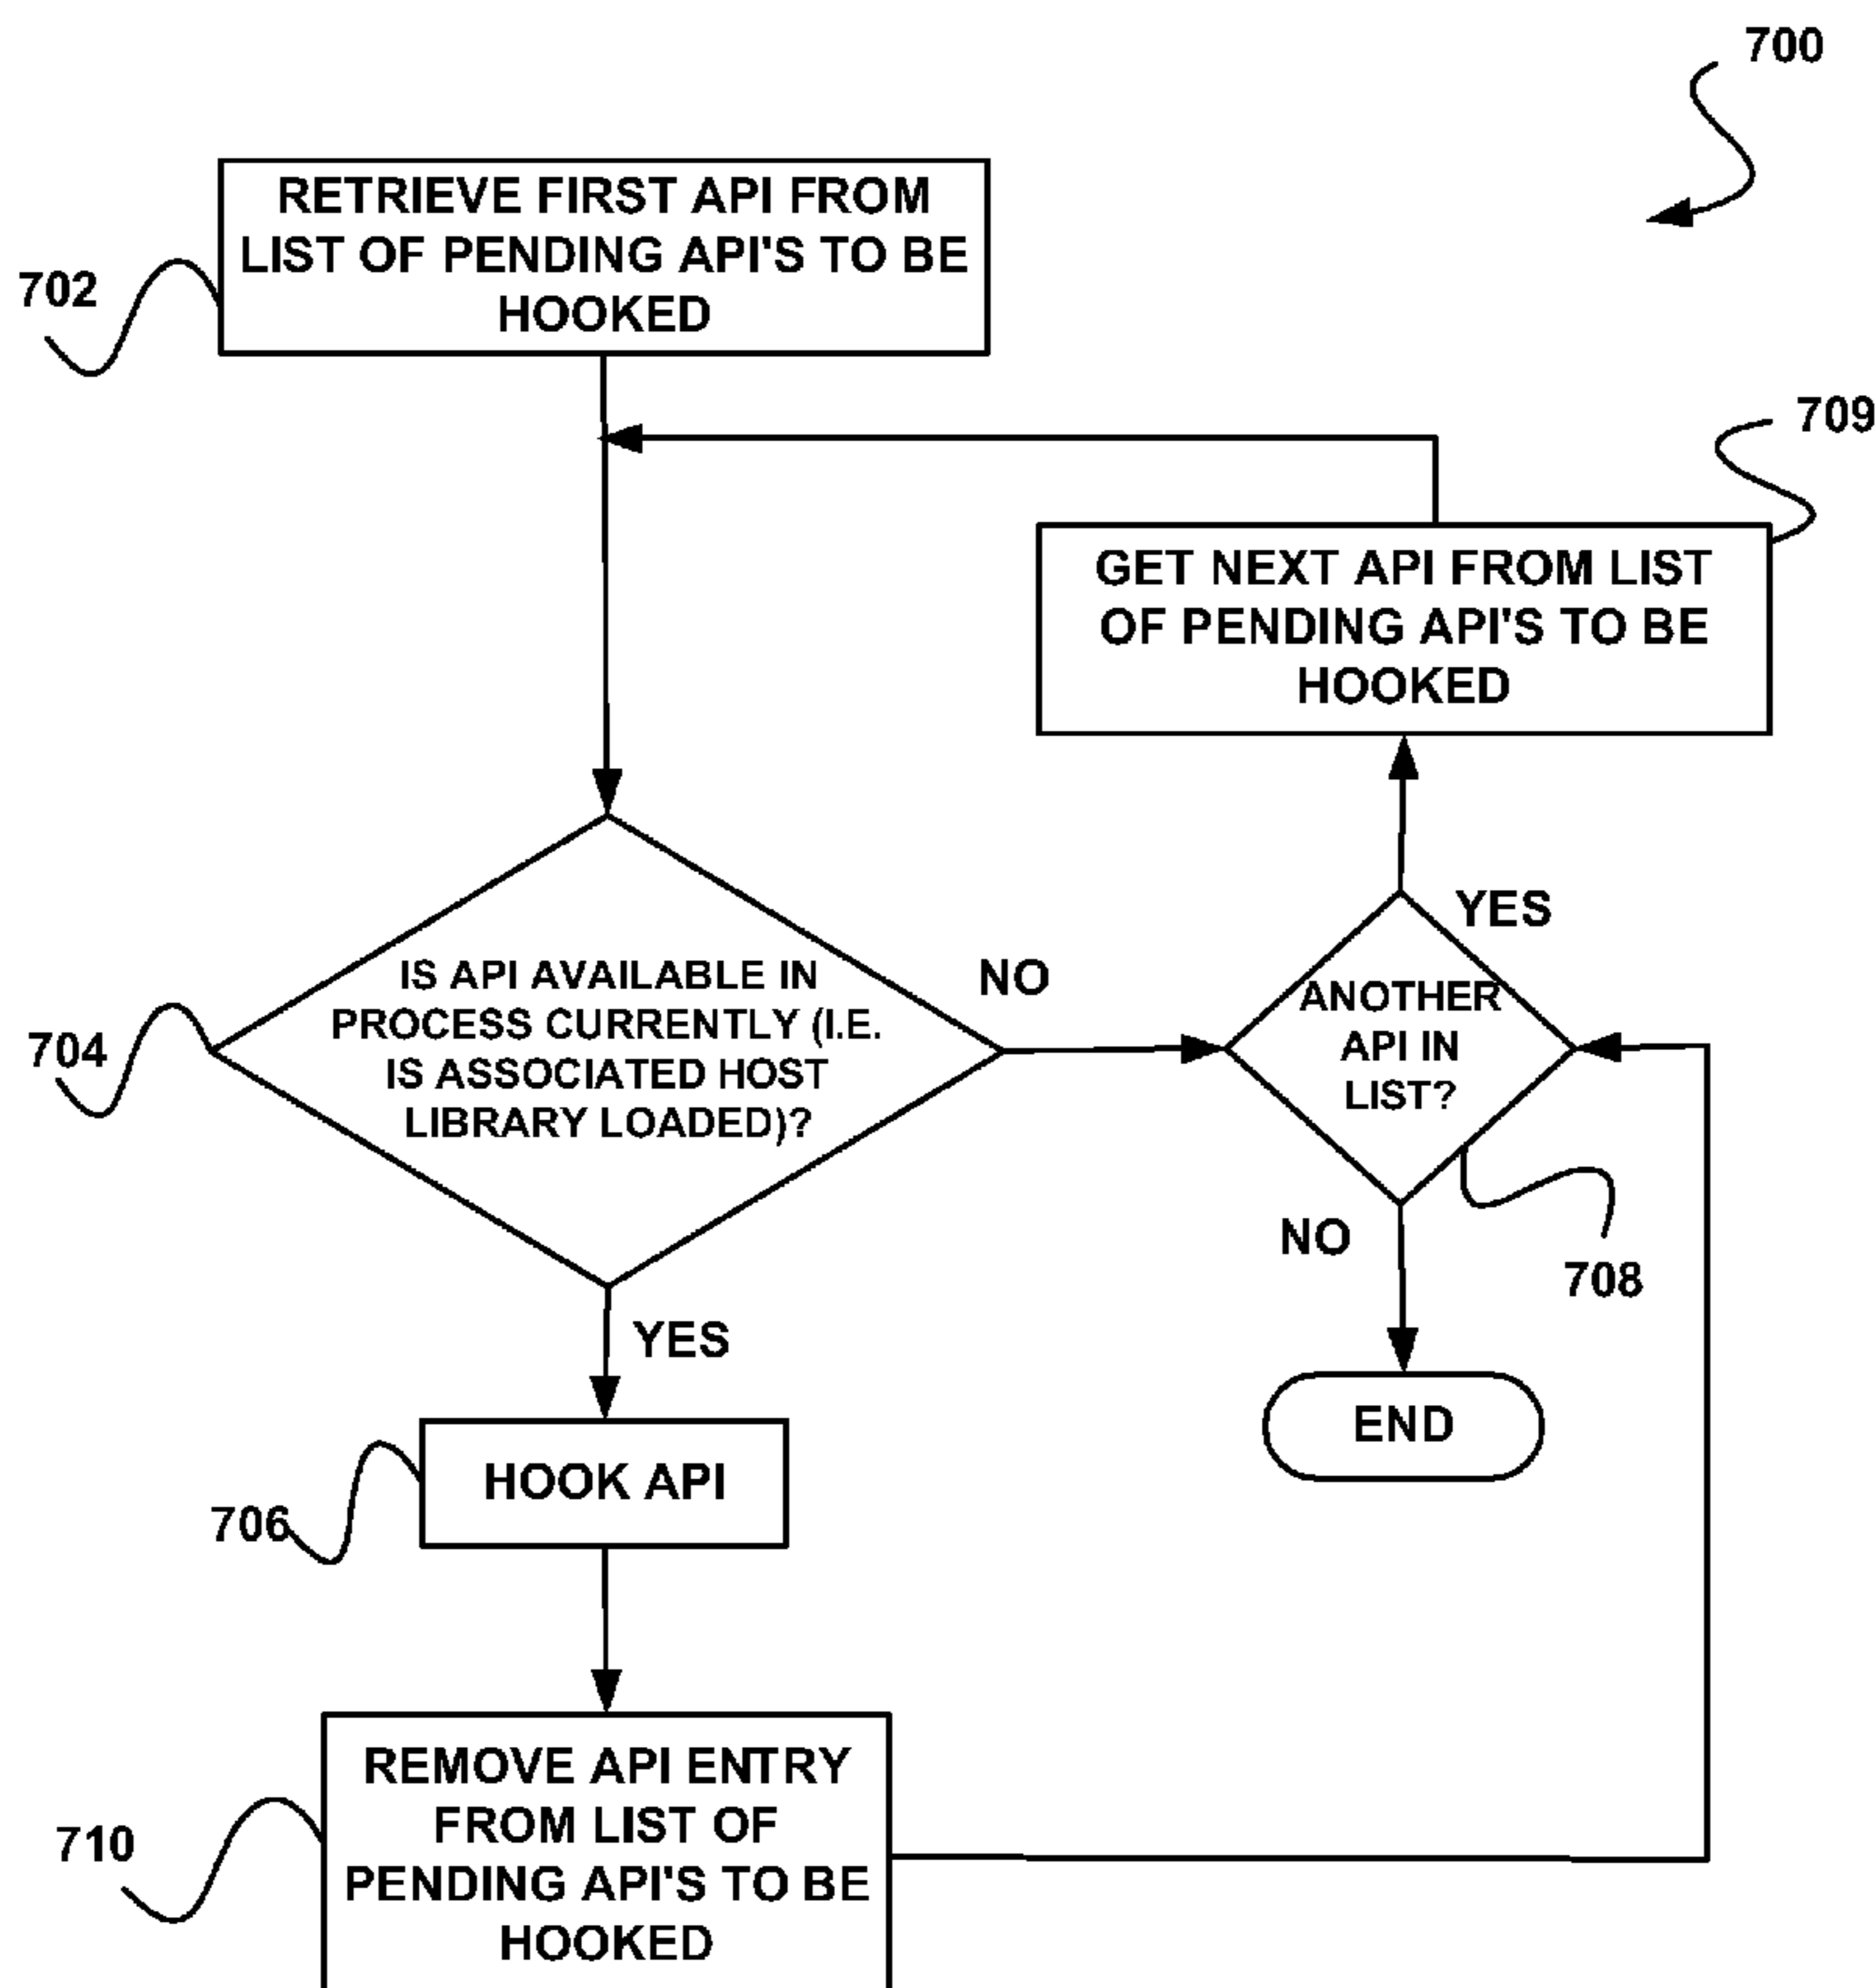 700
RETRIEVE FIRST API FROM
LIST OF PENDING API'S TO BE
HOOKED
702
709
GET NEXT API FROM LIST
OF PENDING API'S TO BE
HOOKED
YES
NO
IS API AVAILABLE IN
PROCESS CURRENTLY (I.E.
IS ASSOCIATED HOST
LIBRARY LOADED)?
704
ANOTHER
API IN
LIST?
NO
708
YES
END
HOOK API
706
REMOVE API ENTRY
FROM LIST OF
PENDING API'S TO BE
HOOKED
710